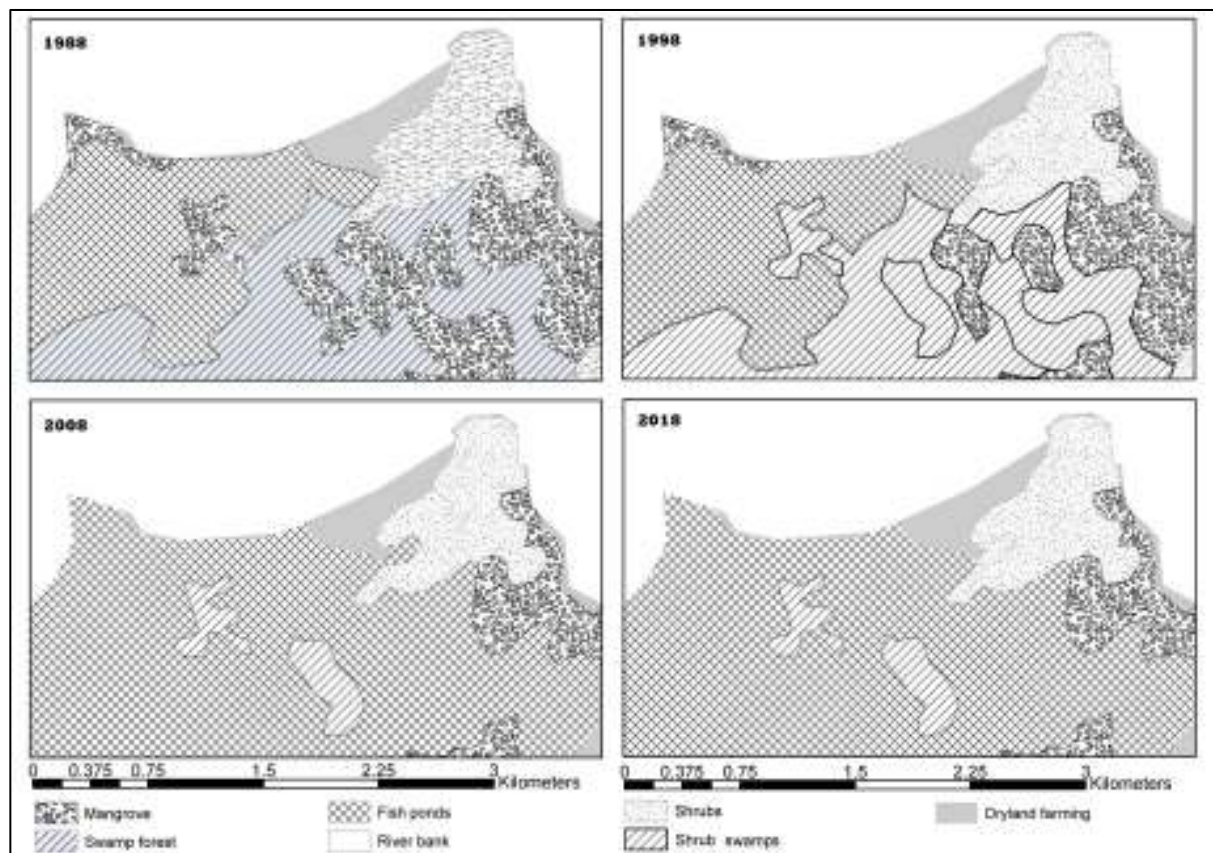 1988
1998
2008
2018
0 0.375 0.75 1.5 2.25 3 Kilometers
0 0.375 0.75 1.5 2.25 3 Kilometers
Mangrove
Fish ponds
Shrubs
Dryland farming
Swamp forest
River bank
Shrub swamps